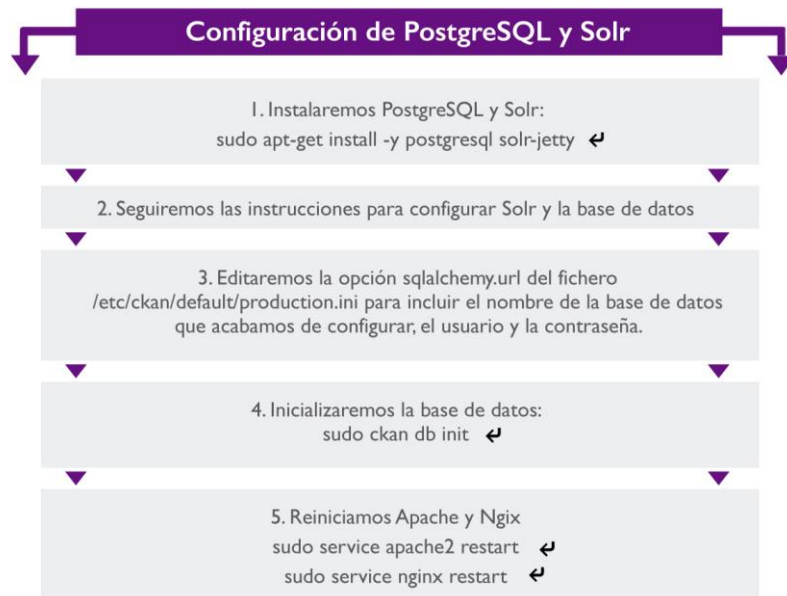 Configuración de PostgreSQL y Solr
1. Instalaremos PostgreSQL y Solr:
sudo apt-get install -y postgresql solr-jetty ↵
2. Seguiremos las instrucciones para configurar Solr y la base de datos
3. Editaremos la opción sqlalchemy.url del fichero
/etc/ckan/default/production.ini para incluir el nombre de la base de datos
que acabamos de configurar, el usuario y la contraseña.
4. Inicializaremos la base de datos:
sudo ckan db init ↵
5. Reiniciamos Apache y Ngix
sudo service apache2 restart ↵
sudo service nginx restart ↵